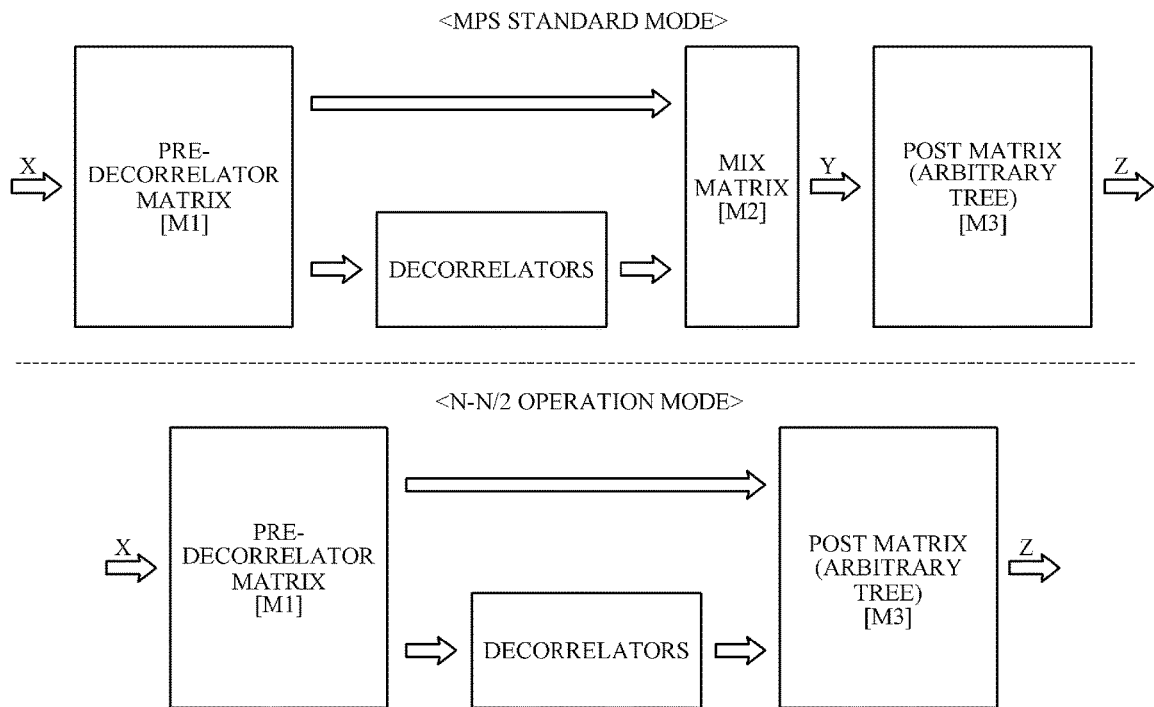 <MPS STANDARD MODE>
X
PRE-
DECORRELATOR
MATRIX
[M1]
DECORRELATORS
MIX
MATRIX
[M2]
Y
POST MATRIX
(ARBITRARY
TREE)
[M3]
Z
<N-N/2 OPERATION MODE>
X
PRE-
DECORRELATOR
MATRIX
[M1]
DECORRELATORS
POST MATRIX
(ARBITRARY
TREE)
[M3]
Z